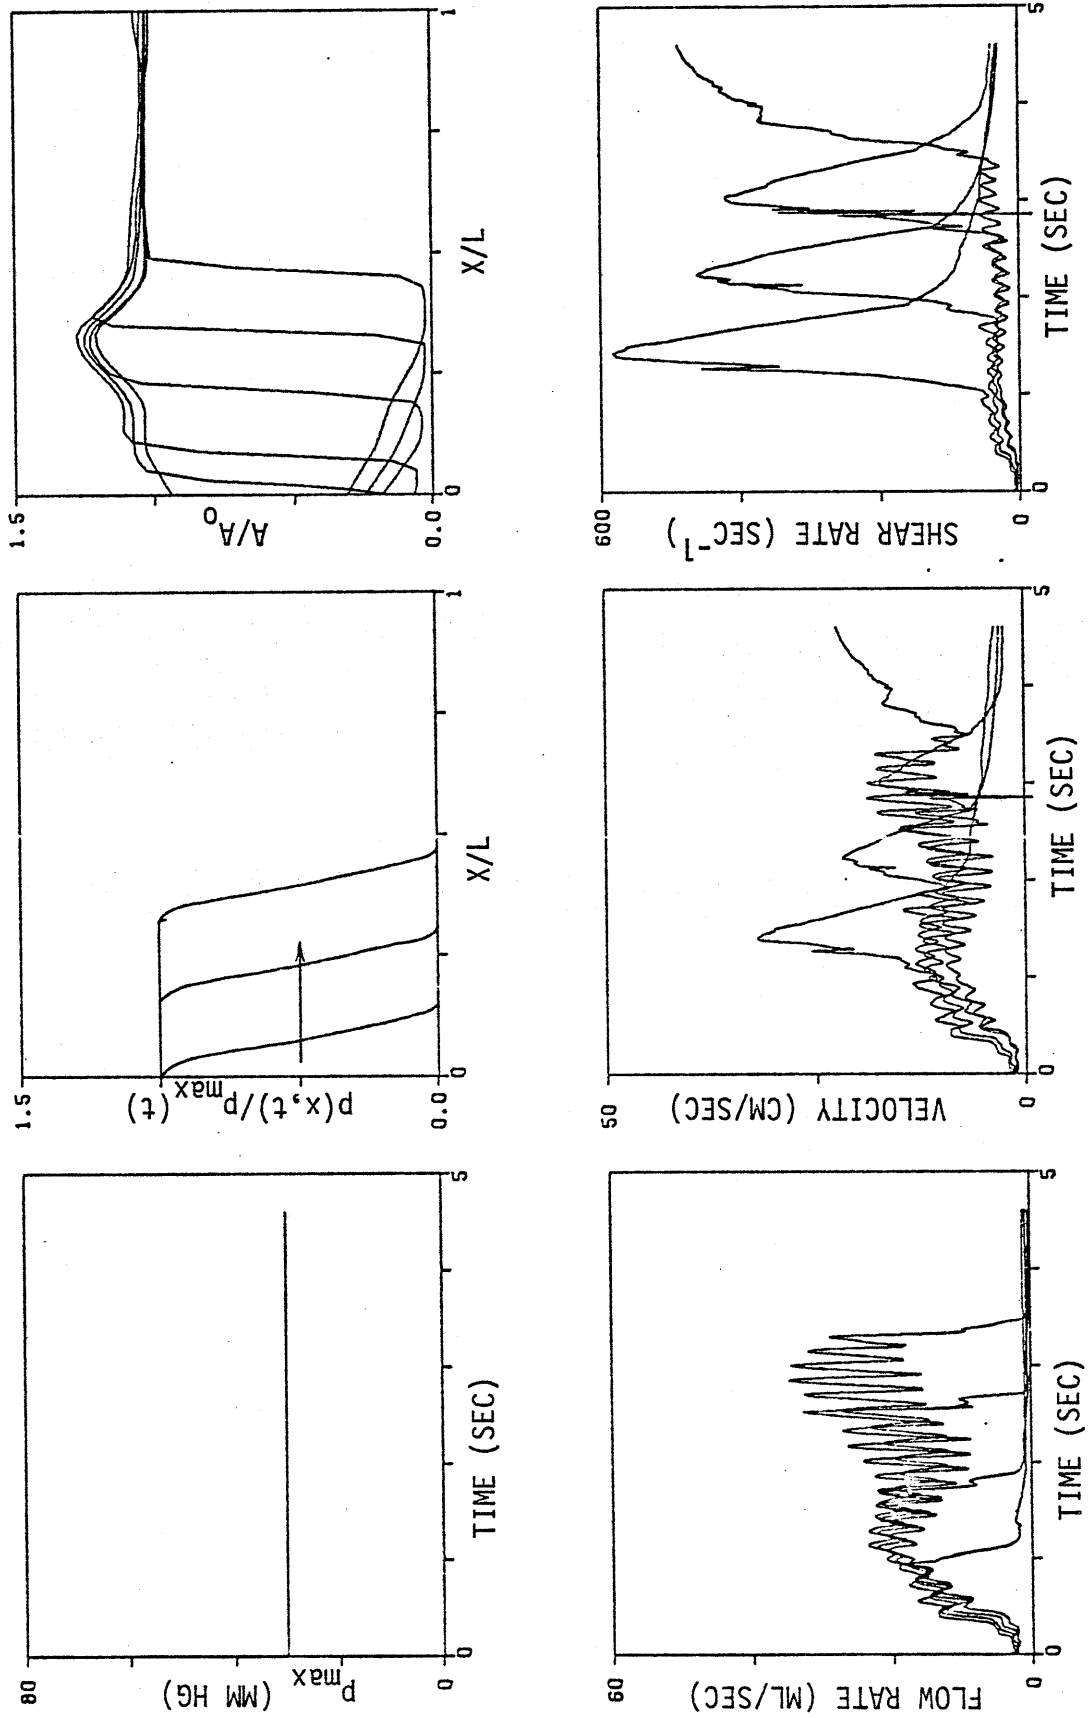 80
P_max (MM HG)
0
0
5
TIME (SEC)
1.5
p(x,t)/p_max(t)
0.0
0
1
X/L
1.5
A/A_0
0.0
0
1
X/L
60
FLOW RATE (ML/SEC)
0
0
5
TIME (SEC)
50
VELOCITY (CM/SEC)
0
0
5
TIME (SEC)
600
SHEAR RATE (SEC⁻¹)
0
0
5
TIME (SEC)